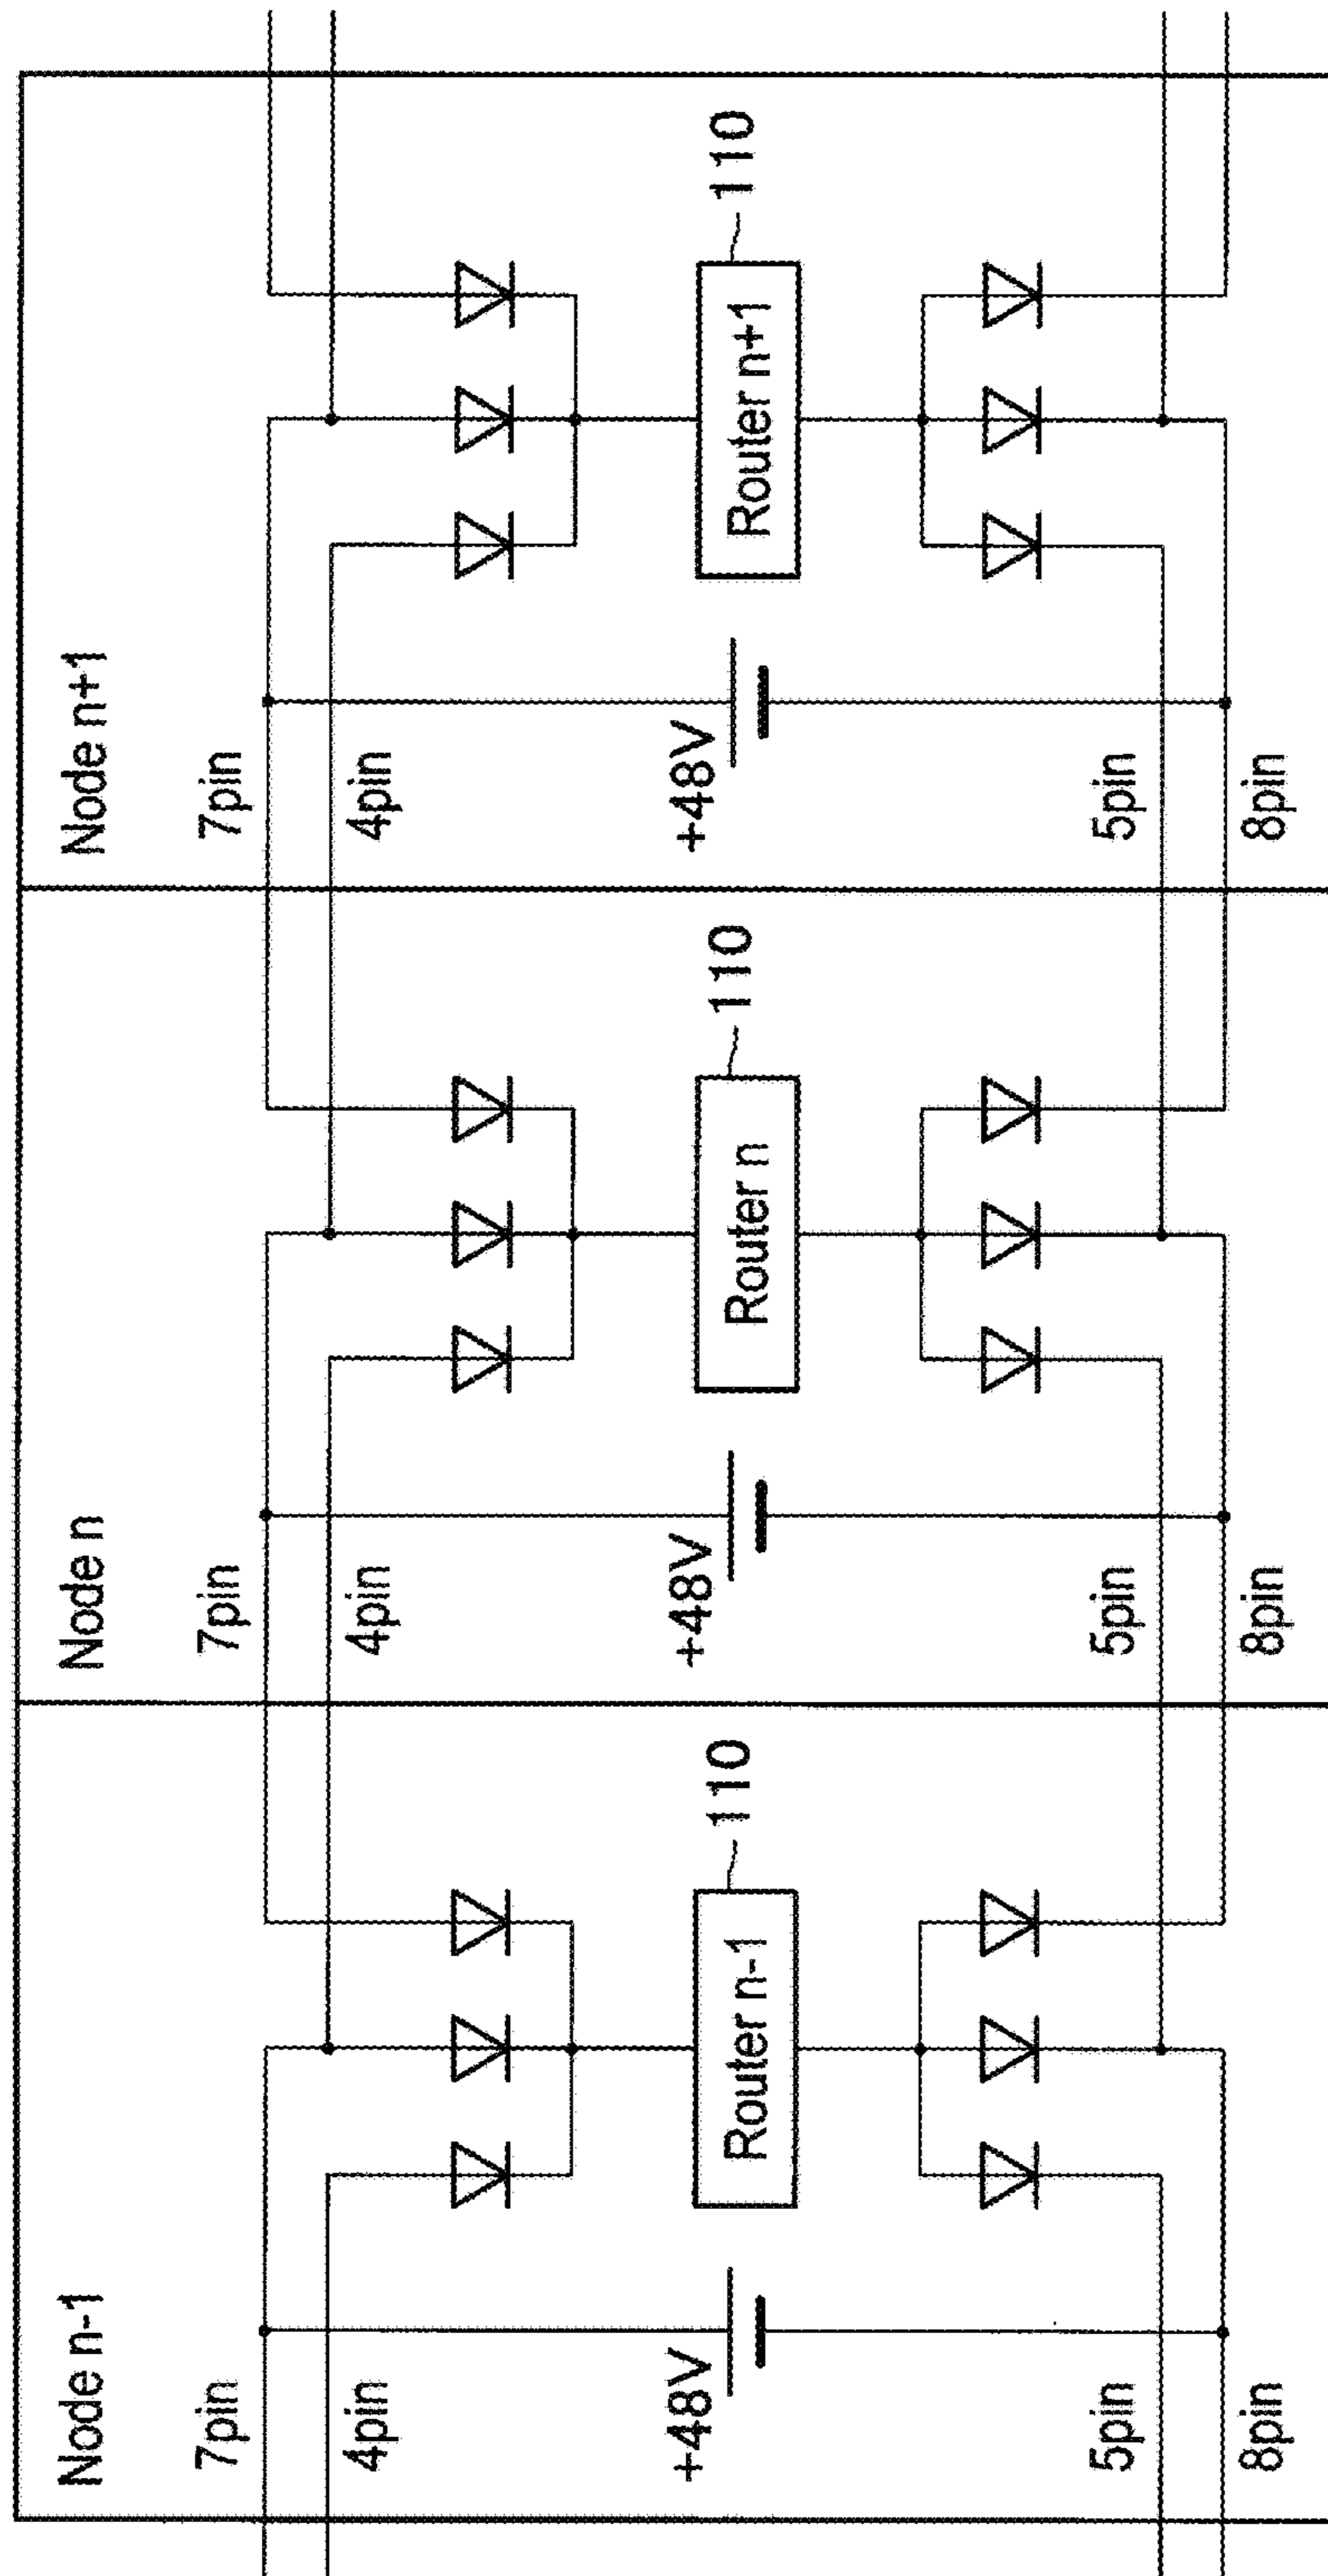 Node n-1
7pin
4pin
+48V
5pin
8pin
Router n-1
110
Node n
7pin
4pin
+48V
5pin
8pin
Router n
110
Node n+1
7pin
4pin
+48V
5pin
8pin
Router n+1
110